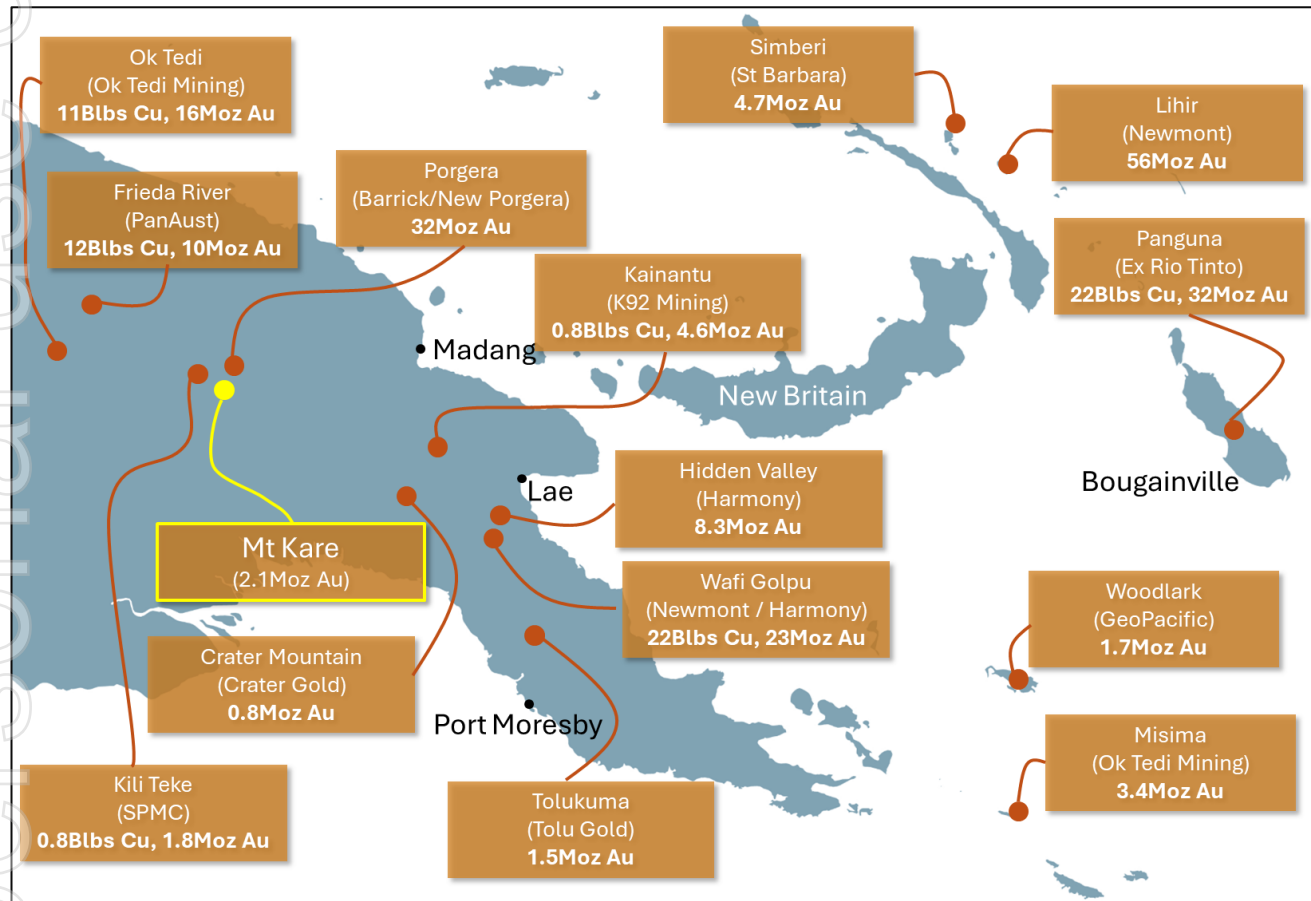 Ok Tedi
(Ok Tedi Mining)
11Blbs Cu, 16Moz Au
Frieda River
(PanAust)
12Blbs Cu, 10Moz Au
Porgera
(Barrick/New Porgera)
32Moz Au
Simberi
(St Barbara)
4.7Moz Au
Lihir
(Newmont)
56Moz Au
Panguna
(Ex Rio Tinto)
22Blbs Cu, 32Moz Au
Kainantu
(K92 Mining)
0.8Blbs Cu, 4.6Moz Au
Madang
New Britain
Bougainville
Lae
Hidden Valley
(Harmony)
8.3Moz Au
Mt Kare
(2.1Moz Au)
Wafi Golpu
(Newmont / Harmony)
22Blbs Cu, 23Moz Au
Woodlark
(GeoPacific)
1.7Moz Au
Crater Mountain
(Crater Gold)
0.8Moz Au
Port Moresby
Misima
(Ok Tedi Mining)
3.4Moz Au
Kili Teke
(SPMC)
0.8Blbs Cu, 1.8Moz Au
Tolukuma
(Tolu Gold)
1.5Moz Au